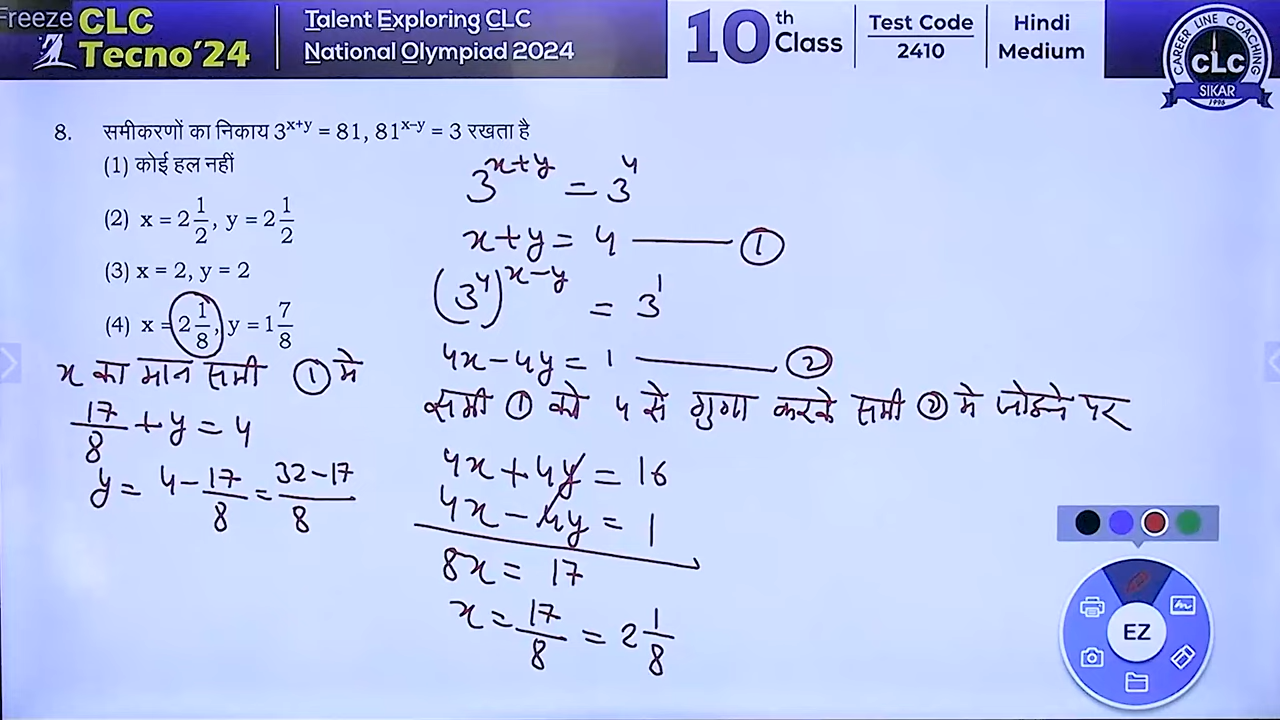 Freeze
CLC
Tecno'24
Talent Exploring CLC
National Olympiad 2024
10th Class
Test Code
2410
Hindi
Medium
CAREER LINE COACHING
CLC
SIKAR
1996
8. समीकरणों का निकाय 3^{x+y} = 81, 81^{x–y} = 3 रखता है
(1) कोई हल नहीं
(2) x = 2 1/2, y = 2 1/2
(3) x = 2, y = 2
(4) x = 2 1/8, y = 1 7/8
3^{x+y} = 3^4
x+y = 4 ——— ①
(3^4)^{x-y} = 3^1
4x-4y = 1 ——— ②
समी ① को 4 से गुणा करके समी ② में जोड़ने पर
4x+4y = 16
4x-4y = 1
8x = 17
x = 17/8 = 2 1/8
x का मान समी ① मे
17/8 + y = 4
y = 4 - 17/8 = 32-17/8
EZ